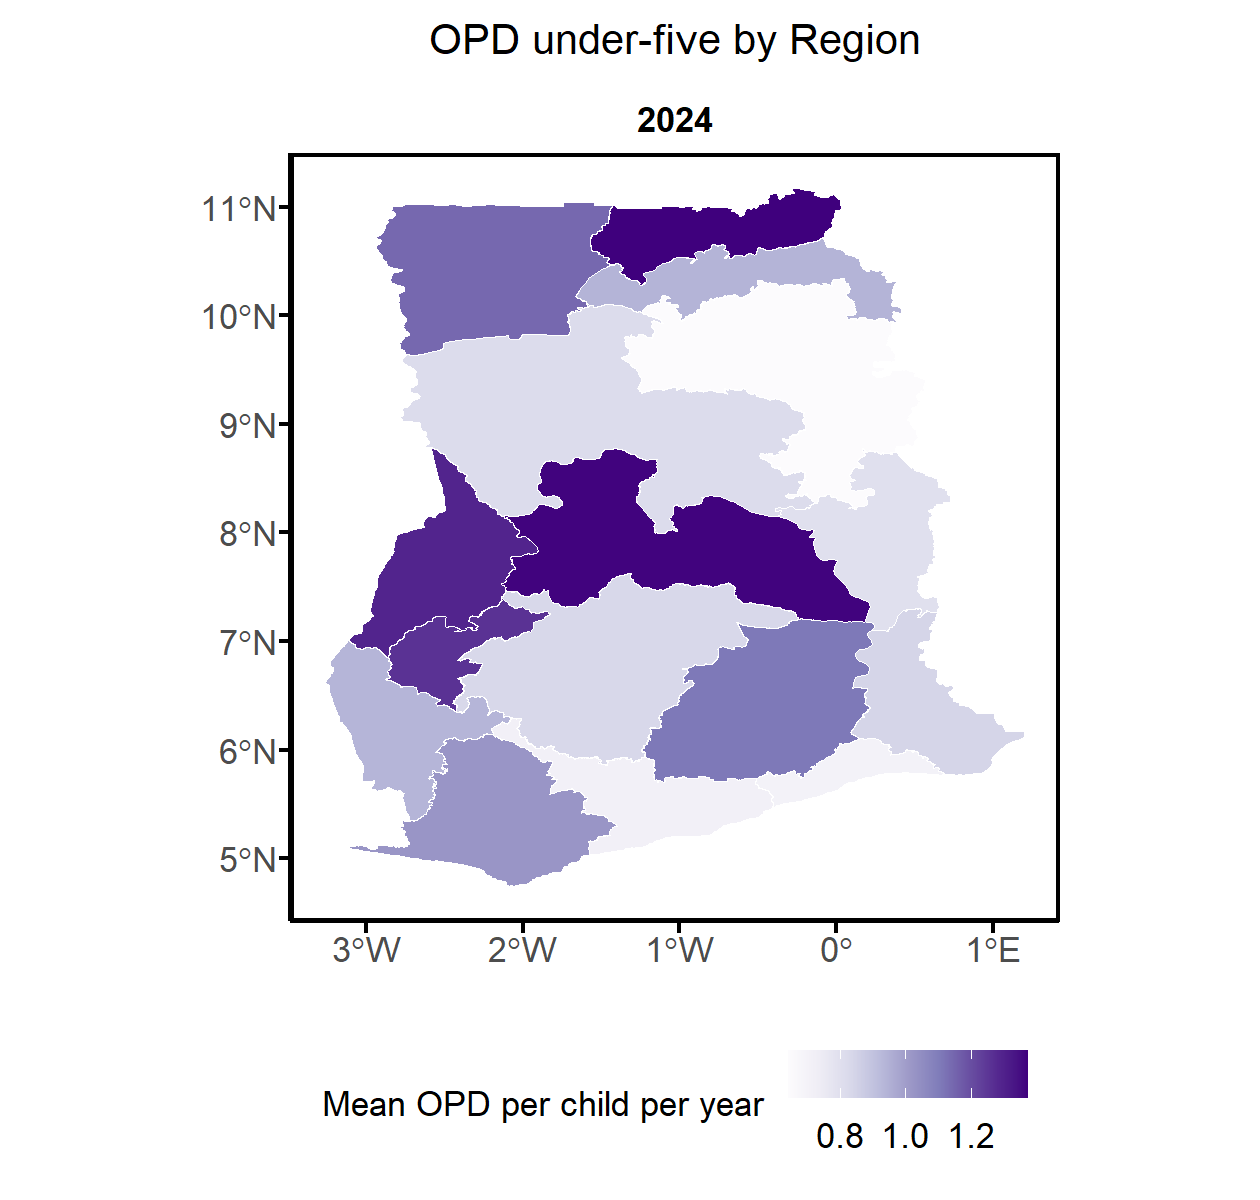 OPD under-five by Region
2024
11°N
10°N
9°N
8°N
7°N
6°N
5°N
3°W 2°W 1°W 0° 1°E
Mean OPD per child per year
0.8 1.0 1.2